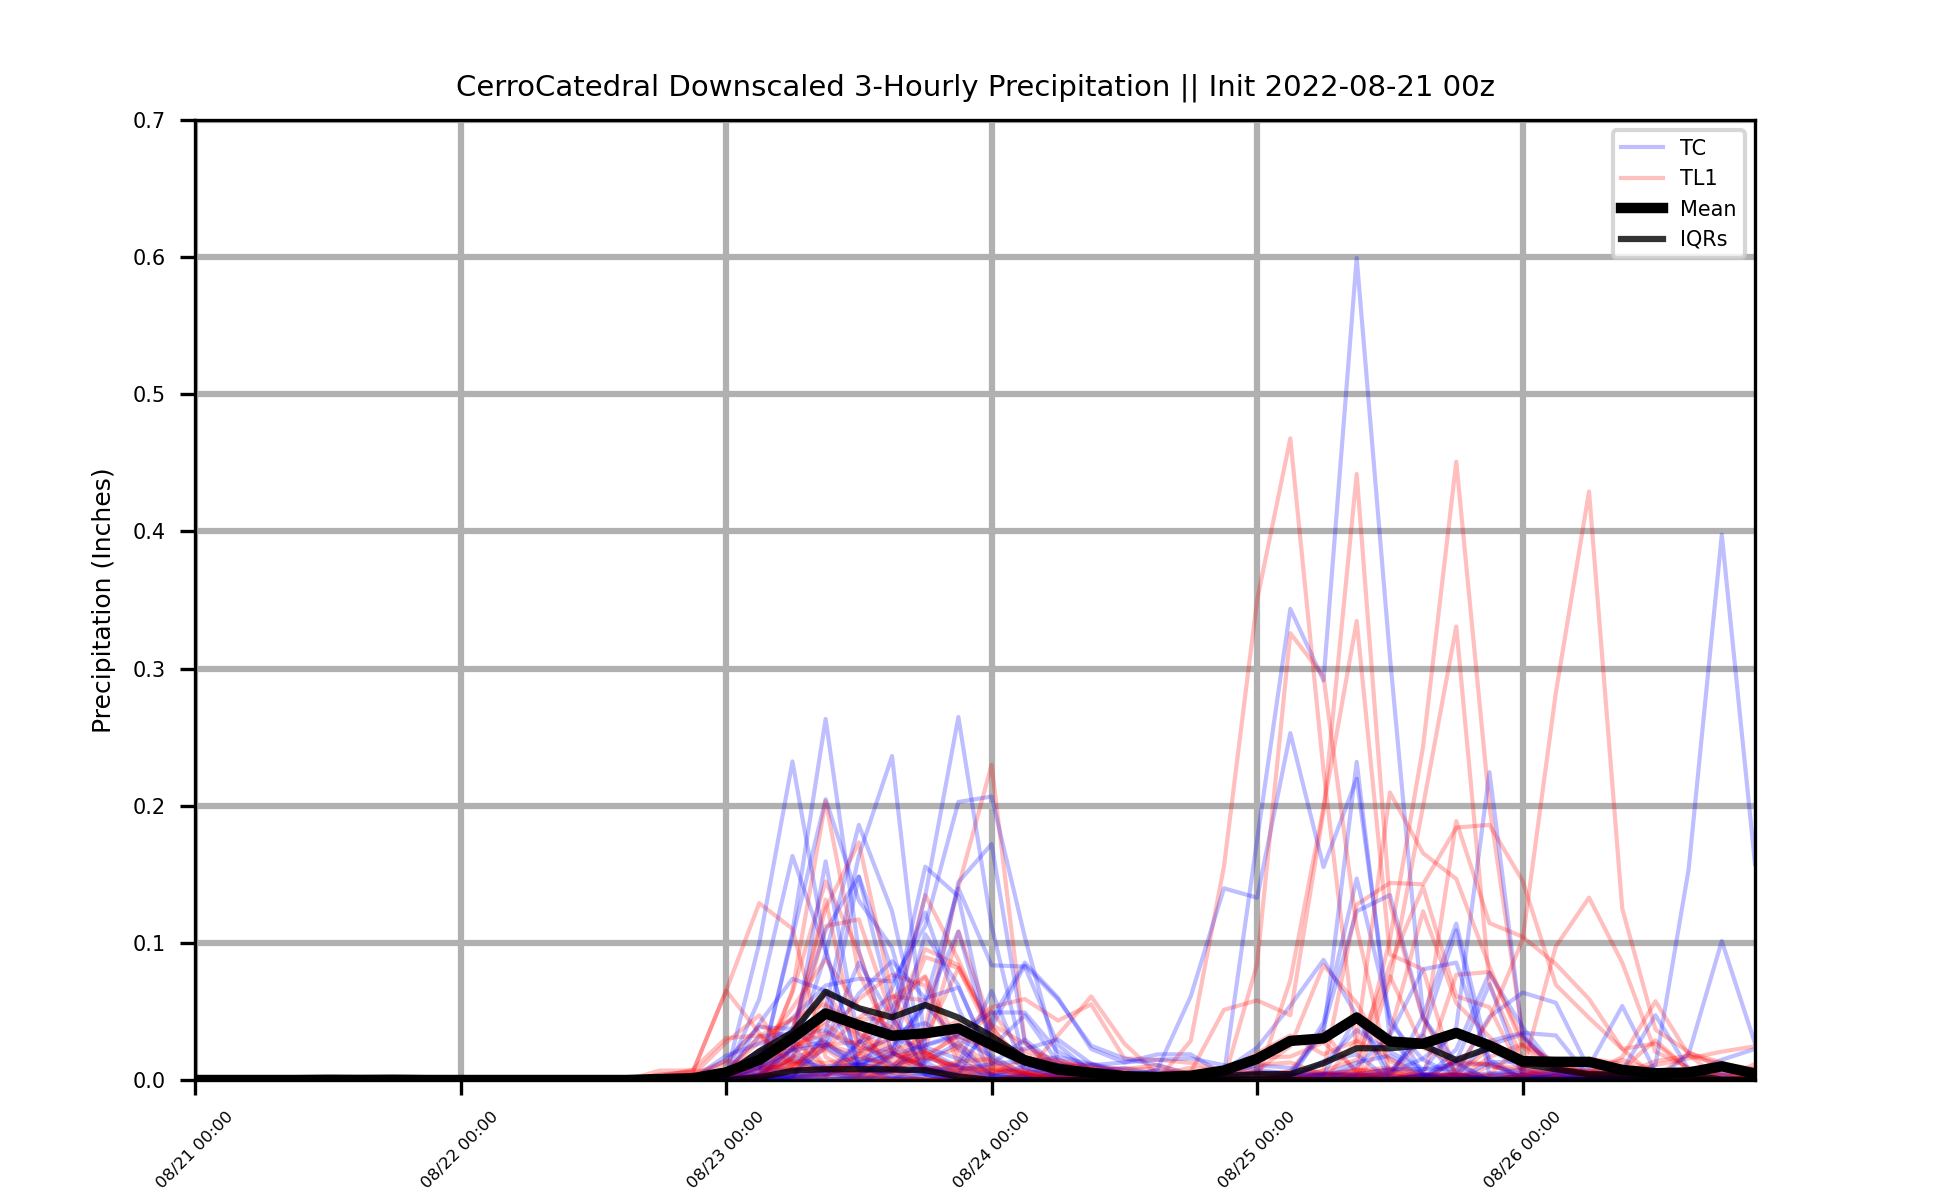 CerroCatedral Downscaled 3-Hourly Precipitation || Init 2022-08-21 00z
0.7
0.6
0.5
0.4
0.3
0.2
0.1
0.0
Precipitation (Inches)
TC
TL1
Mean
IQRs
08/21 00:00
08/22 00:00
08/23 00:00
08/24 00:00
08/25 00:00
08/26 00:00